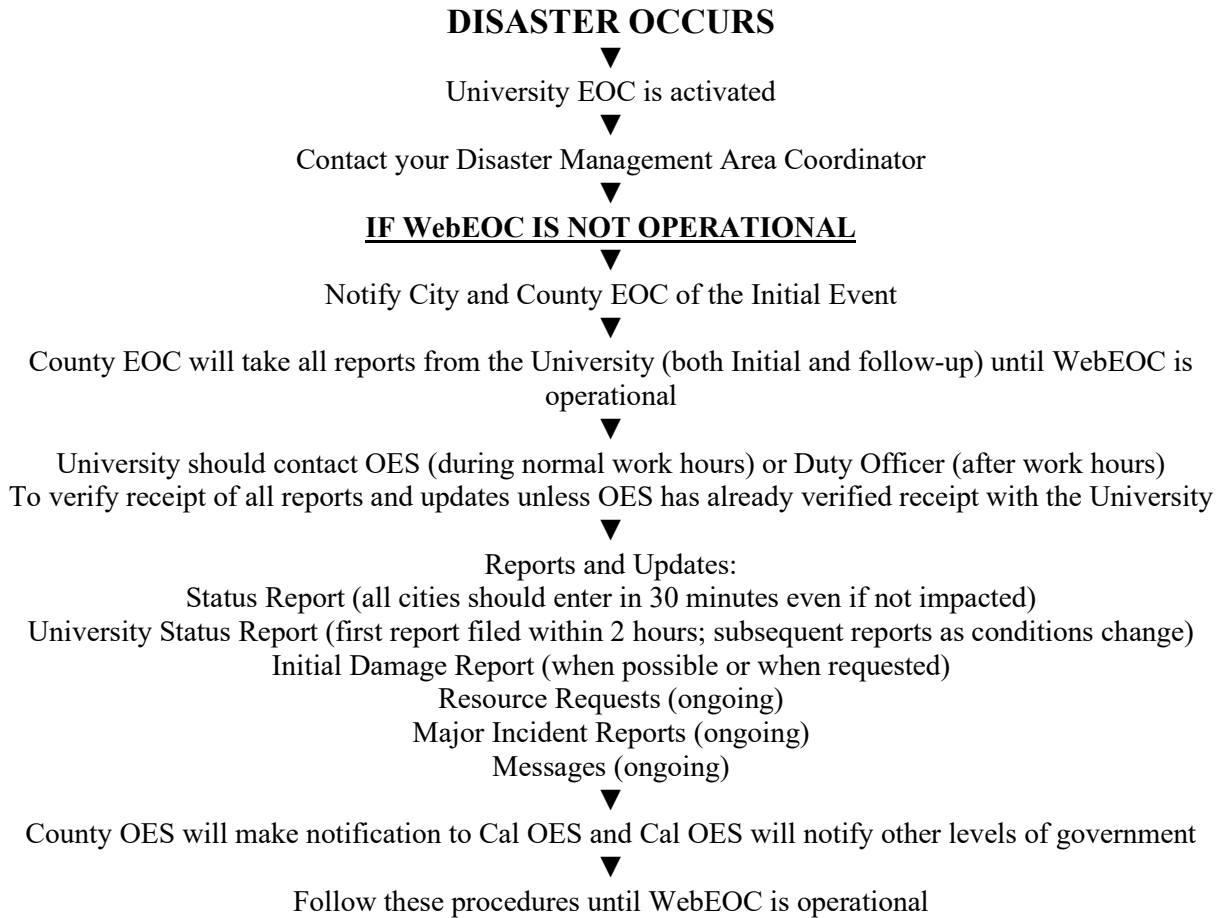 DISASTER OCCURS
▼
University EOC is activated
▼
Contact your Disaster Management Area Coordinator
▼
IF WebEOC IS NOT OPERATIONAL
▼
Notify City and County EOC of the Initial Event
▼
County EOC will take all reports from the University (both Initial and follow-up) until WebEOC is
operational
▼
University should contact OES (during normal work hours) or Duty Officer (after work hours)
To verify receipt of all reports and updates unless OES has already verified receipt with the University
▼
Reports and Updates:
Status Report (all cities should enter in 30 minutes even if not impacted)
University Status Report (first report filed within 2 hours; subsequent reports as conditions change)
Initial Damage Report (when possible or when requested)
Resource Requests (ongoing)
Major Incident Reports (ongoing)
Messages (ongoing)
▼
County OES will make notification to Cal OES and Cal OES will notify other levels of government
▼
Follow these procedures until WebEOC is operational